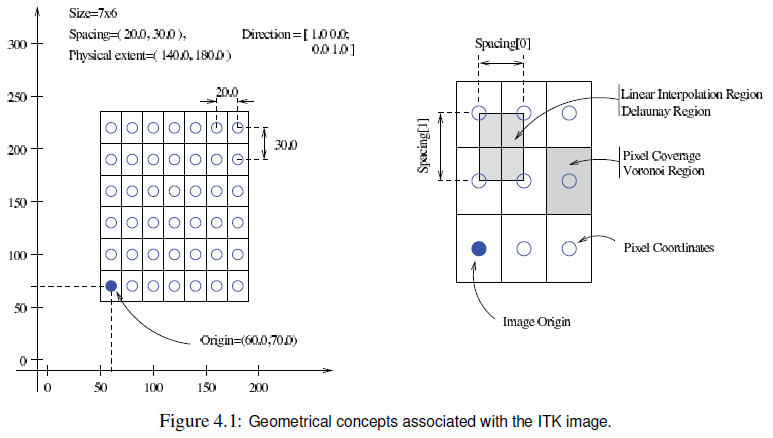 Size=7x6
Spacing=( 20.0, 30.0 ),
Physical extent=( 140.0, 180.0 )
Direction = [ 1.0 0.0;
0.0 1.0 ]
300
250
200
150
100
50
0
0
50
100
150
200
20.0
30.0
Origin=(60.0,70.0)
Spacing[0]
Spacing[1]
Linear Interpolation Region
Delaunay Region
Pixel Coverage
Voronoi Region
Pixel Coordinates
Image Origin
Figure 4.1: Geometrical concepts associated with the ITK image.